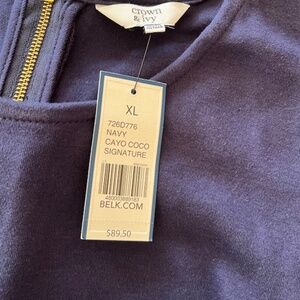 crown
& ivy
XL
726D776
NAVY
CAYO COCO
SIGNATURE
BELK.COM
$89.50